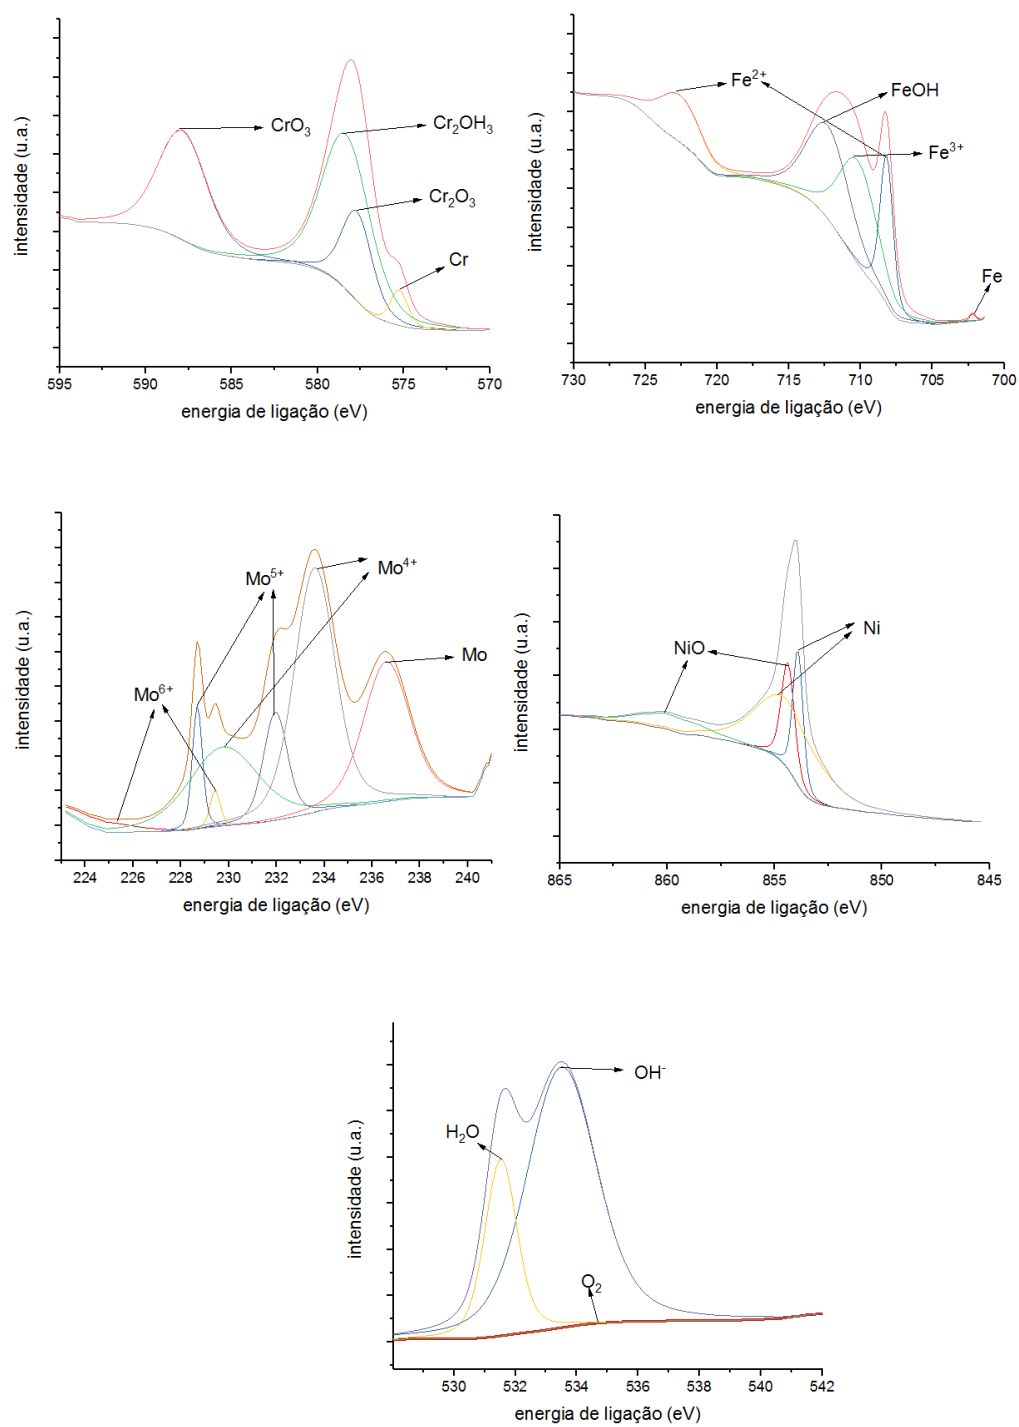 CrO3
Cr2OH3
Cr2O3
Cr
intensidade (u.a.)
595 590 585 580 575 570
energia de ligação (eV)
Fe2+
FeOH
Fe3+
Fe
intensidade (u.a.)
730 725 720 715 710 705 700
energia de ligação (eV)
Mo5+
Mo4+
Mo
Mo6+
intensidade (u.a.)
224 226 228 230 232 234 236 238 240
energia de ligação (eV)
NiO
Ni
intensidade (u.a.)
865 860 855 850 845
energia de ligação (eV)
OH-
H2O
O2
intensidade (u.a.)
530 532 534 536 538 540 542
energia de ligação (eV)